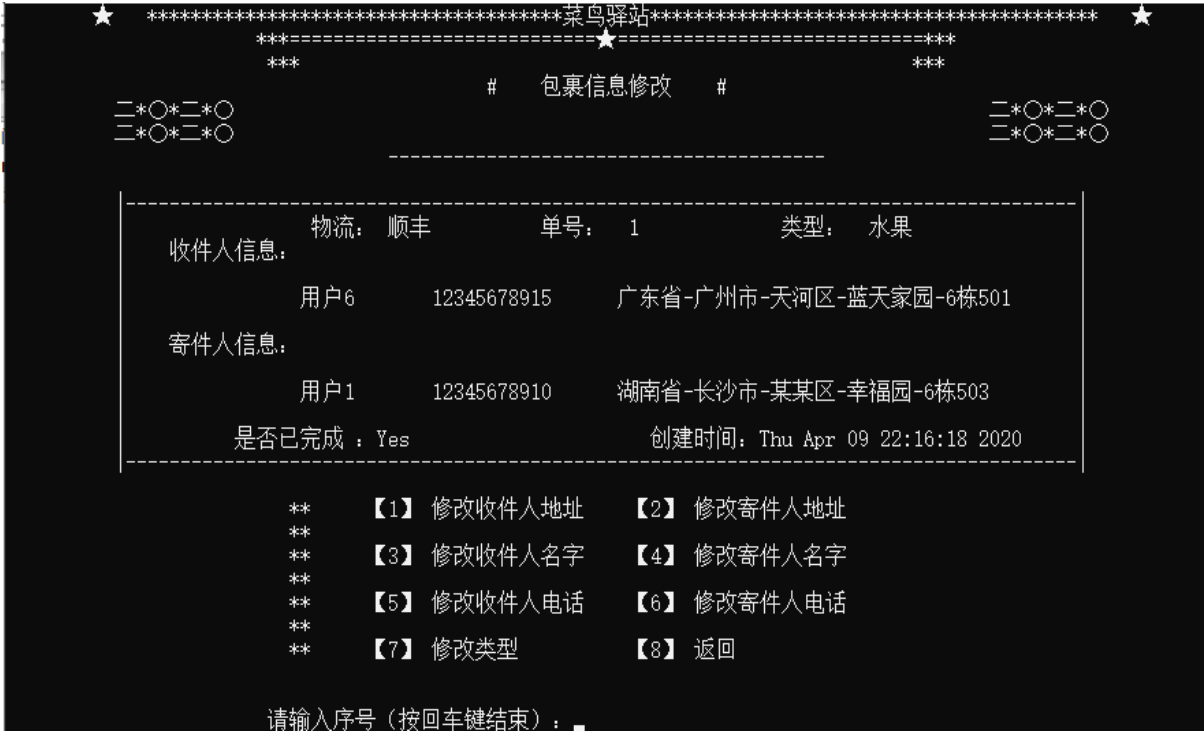 ★ **************************************菜鸟驿站***************************************** ★
***============================★============================***
*** ***
# 包裹信息修改 #
二*〇*二*〇 二*〇*二*〇
二*〇*二*〇 二*〇*二*〇
----------------------------------------
|---------------------------------------------------------------------------------------|
物流： 顺丰 单号： 1 类型： 水果
收件人信息：
用户6 12345678915 广东省-广州市-天河区-蓝天家园-6栋501
寄件人信息：
用户1 12345678910 湖南省-长沙市-某某区-幸福园-6栋503
是否已完成 ：Yes 创建时间：Thu Apr 09 22:16:18 2020
|---------------------------------------------------------------------------------------|
** 【1】 修改收件人地址 【2】 修改寄件人地址
**
** 【3】 修改收件人名字 【4】 修改寄件人名字
**
** 【5】 修改收件人电话 【6】 修改寄件人电话
**
** 【7】 修改类型 【8】 返回
请输入序号（按回车键结束）：